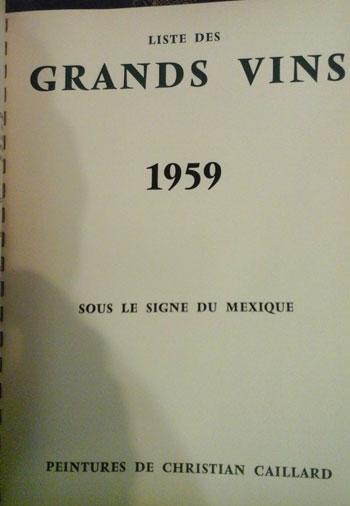 LISTE DES
GRANDS VINS
1959
SOUS LE SIGNE DU MEXIQUE
PEINTURES DE CHRISTIAN CAILLARD